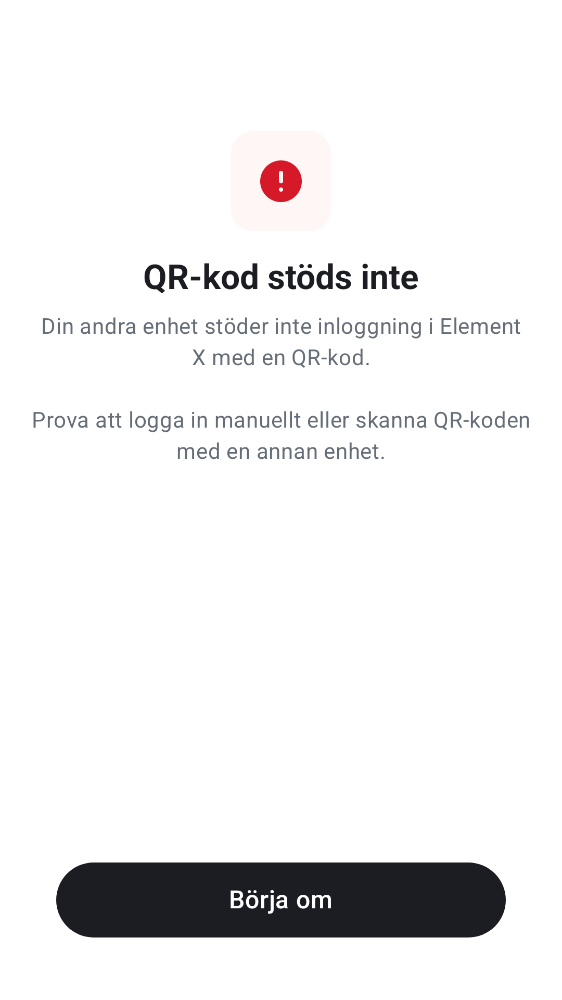 QR-kod stöds inte
Din andra enhet stöder inte inloggning i Element
X med en QR-kod.
Prova att logga in manuellt eller skanna QR-koden
med en annan enhet.
Börja om